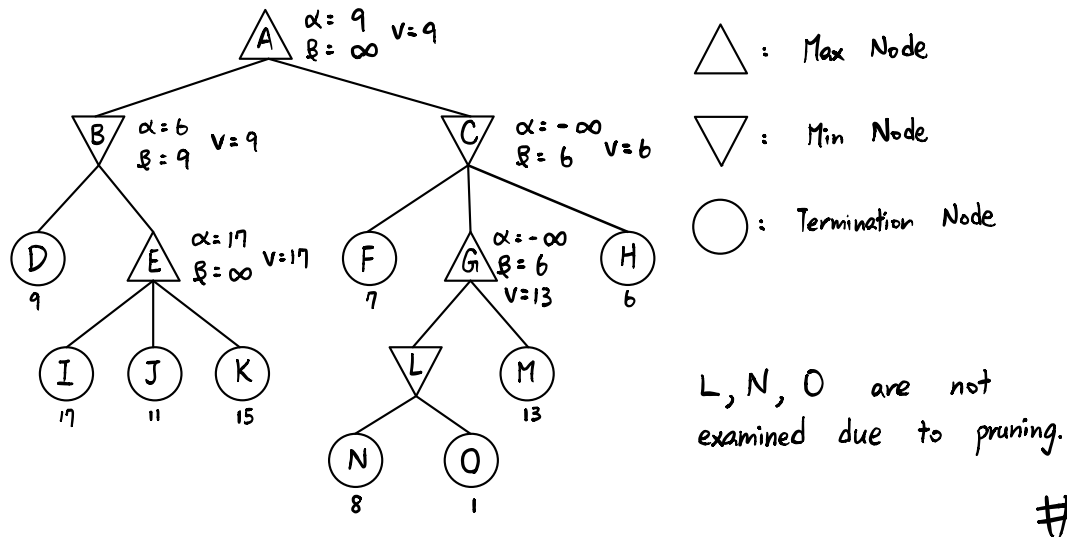 A α = 9 V = 9
β = ∞
B α = 6 V = 9
β = 9
C α = - ∞ V = 6
β = 6
D
9
E α = 17 V = 17
β = ∞
F
7
G α = -∞
β = 6
V = 13
H
6
I
17
J
11
K
15
L
M
13
N
8
O
1
: Max Node
: Min Node
: Termination Node
L, N, O are not
examined due to pruning.
#